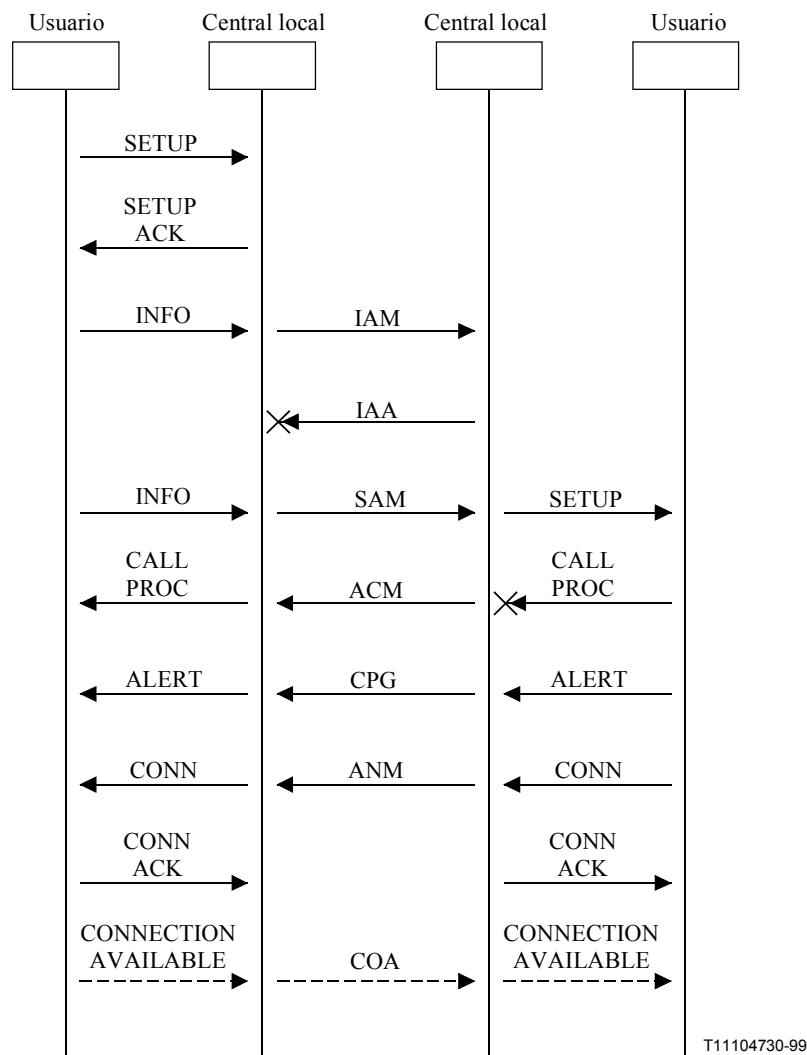 Usuario Central local Central local Usuario
SETUP
SETUP
ACK
INFO IAM
IAA
INFO SAM SETUP
CALL CALL
PROC ACM PROC
ALERT CPG ALERT
CONN ANM CONN
CONN CONN
ACK ACK
CONNECTION CONNECTION
AVAILABLE COA AVAILABLE
T11104730-99